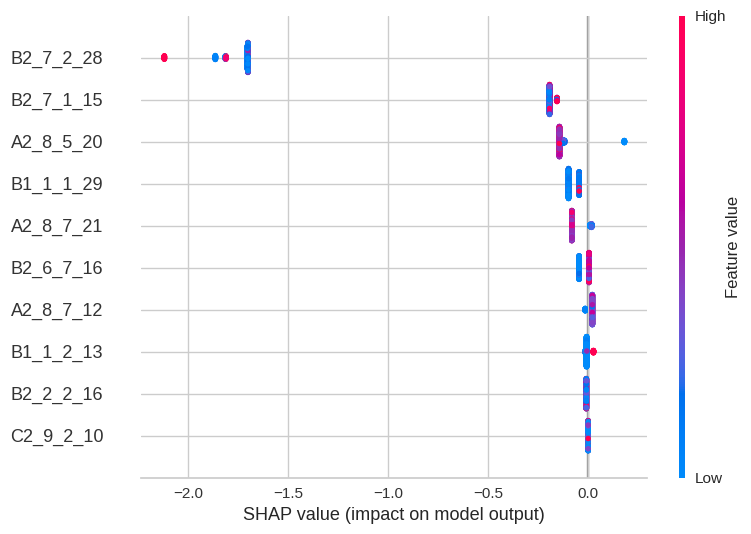 High
B2_7_2_28
B2_7_1_15
A2_8_5_20
B1_1_1_29
A2_8_7_21
B2_6_7_16
A2_8_7_12
B1_1_2_13
B2_2_2_16
C2_9_2_10
Feature value
Low
−2.0 −1.5 −1.0 −0.5 0.0
SHAP value (impact on model output)